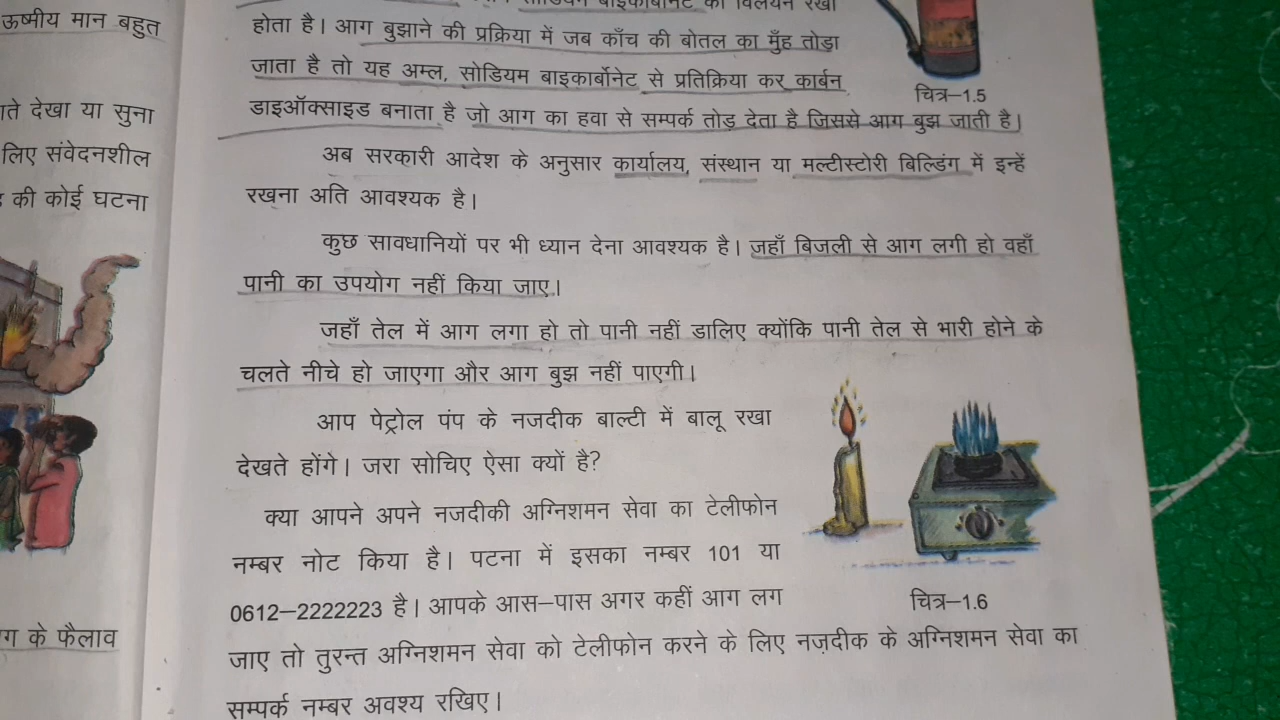 ऊष्मीय मान बहुत
ते देखा या सुना
लिए संवेदनशील
की कोई घटना
ग के फैलाव
सोडियम बाइकार्बोनेट का विलयन रखा
होता है। आग बुझाने की प्रक्रिया में जब काँच की बोतल का मुँह तोड़ा
जाता है तो यह अम्ल, सोडियम बाइकार्बोनेट से प्रतिक्रिया कर कार्बन
डाइऑक्साइड बनाता है जो आग का हवा से सम्पर्क तोड़ देता है जिससे आग बुझ जाती है।
चित्र–1.5
अब सरकारी आदेश के अनुसार कार्यालय, संस्थान या मल्टीस्टोरी बिल्डिंग में इन्हें
रखना अति आवश्यक है।
कुछ सावधानियों पर भी ध्यान देना आवश्यक है। जहाँ बिजली से आग लगी हो वहाँ
पानी का उपयोग नहीं किया जाए।
जहाँ तेल में आग लगा हो तो पानी नहीं डालिए क्योंकि पानी तेल से भारी होने के
चलते नीचे हो जाएगा और आग बुझ नहीं पाएगी।
आप पेट्रोल पंप के नजदीक बाल्टी में बालू रखा
देखते होंगे। जरा सोचिए ऐसा क्यों है?
क्या आपने अपने नजदीकी अग्निशमन सेवा का टेलीफोन
नम्बर नोट किया है। पटना में इसका नम्बर 101 या
0612–2222223 है। आपके आस–पास अगर कहीं आग लग
चित्र–1.6
जाए तो तुरन्त अग्निशमन सेवा को टेलीफोन करने के लिए नज़दीक के अग्निशमन सेवा का
सम्पर्क नम्बर अवश्य रखिए।